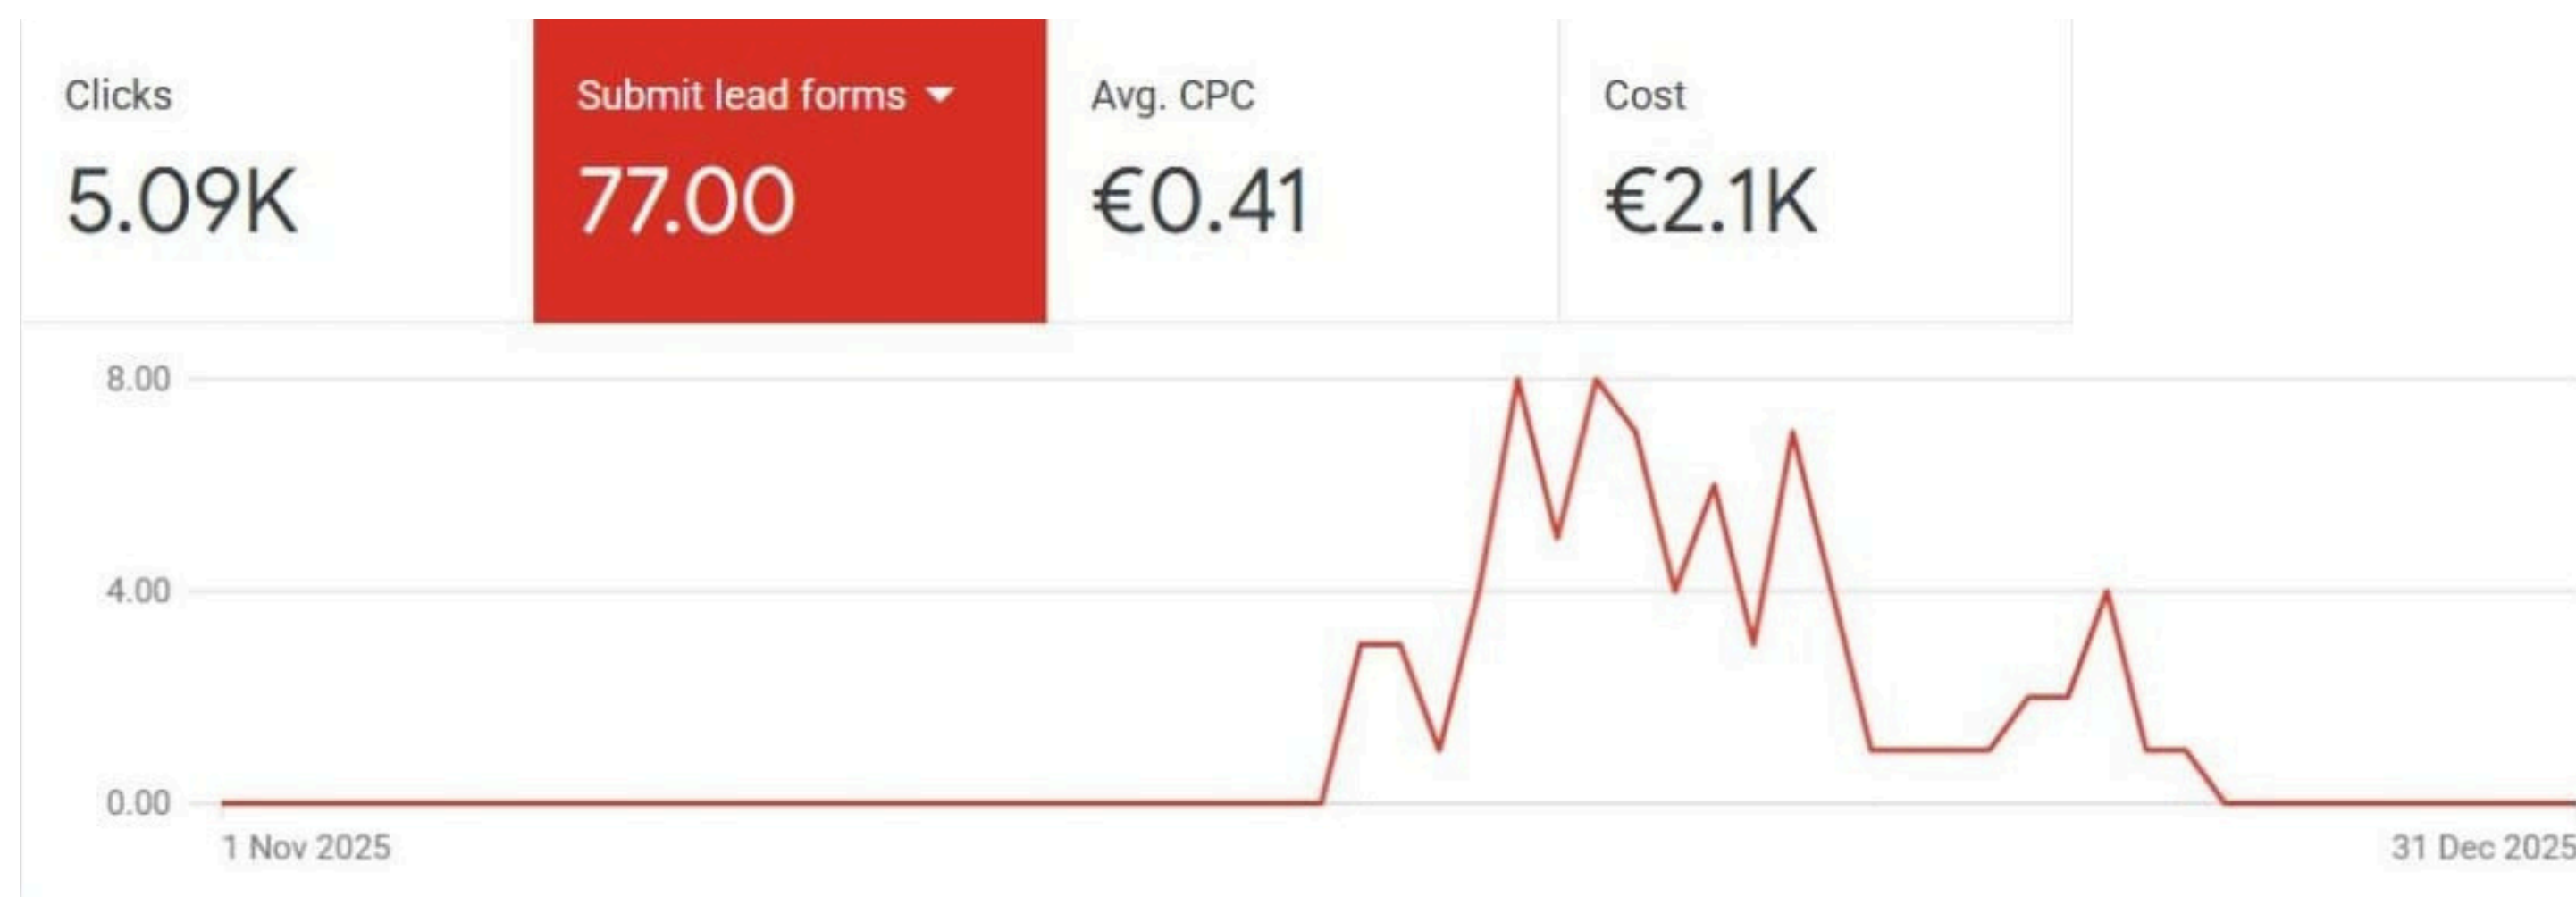 Clicks
5.09K
Submit lead forms
77.00
Avg. CPC
€0.41
Cost
€2.1K
8.00
4.00
0.00
1 Nov 2025
31 Dec 2025